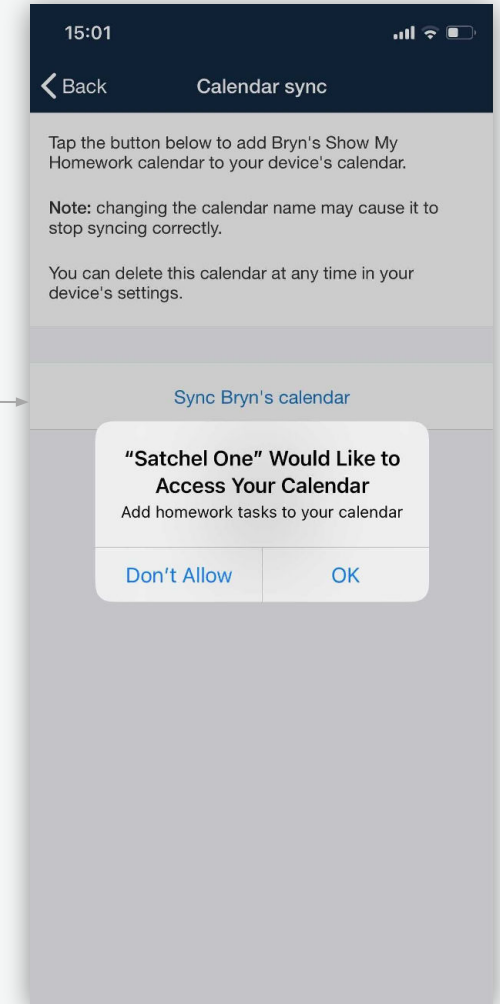 15:01
Back
Calendar sync
Tap the button below to add Bryn's Show My
Homework calendar to your device's calendar.
Note: changing the calendar name may cause it to
stop syncing correctly.
You can delete this calendar at any time in your
device's settings.
Sync Bryn's calendar
“Satchel One” Would Like to
Access Your Calendar
Add homework tasks to your calendar
Don’t Allow
OK